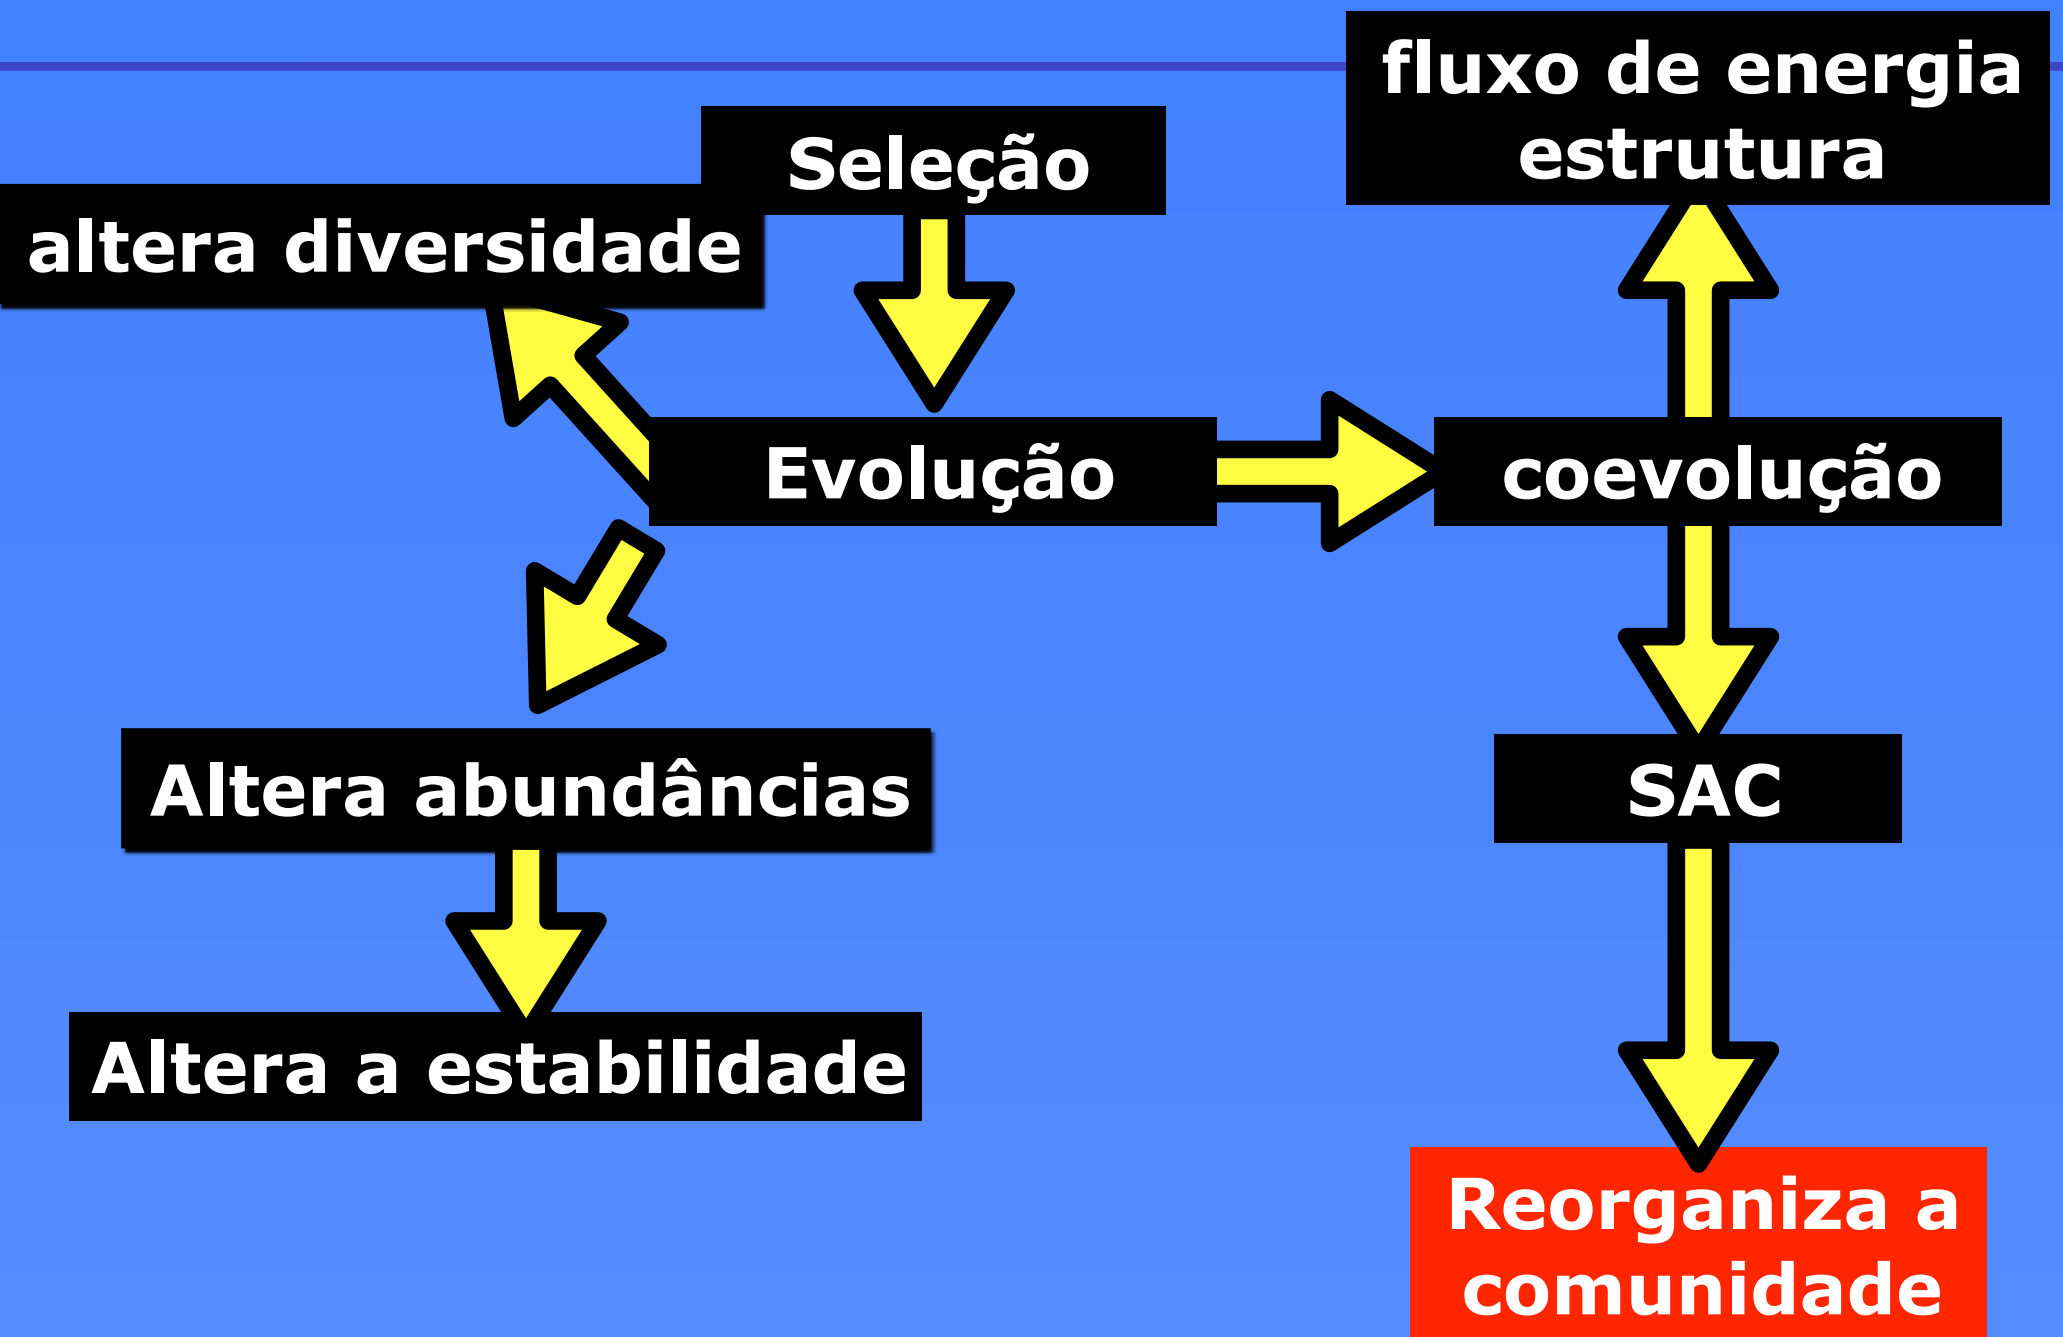 fluxo de energia
estrutura
Seleção
altera diversidade
Evolução
coevolução
Altera abundâncias
SAC
Altera a estabilidade
Reorganiza a
comunidade